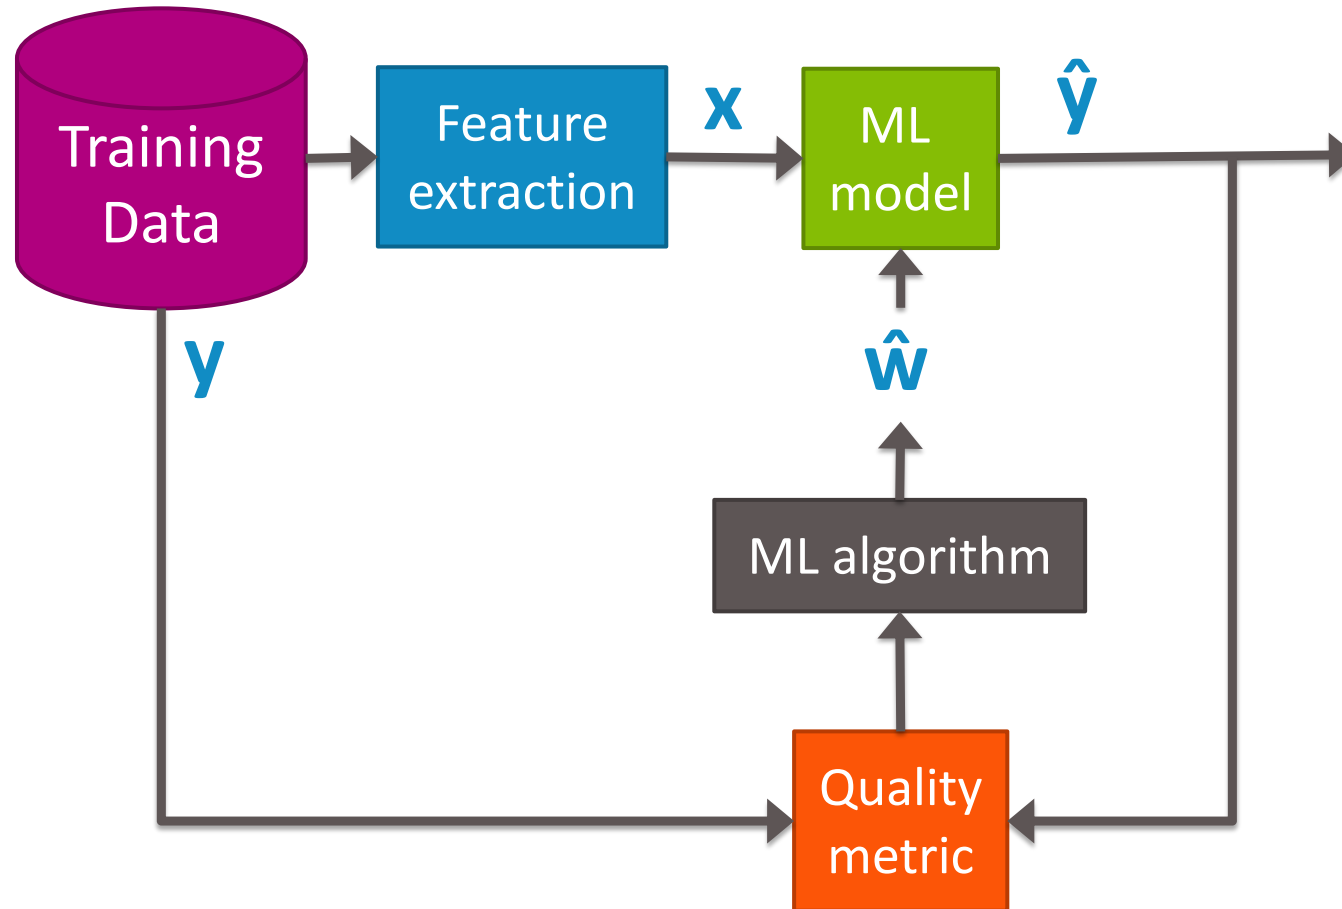 Training
Data
Feature
extraction
x
ML
model
ŷ
y
ŵ
ML algorithm
Quality
metric